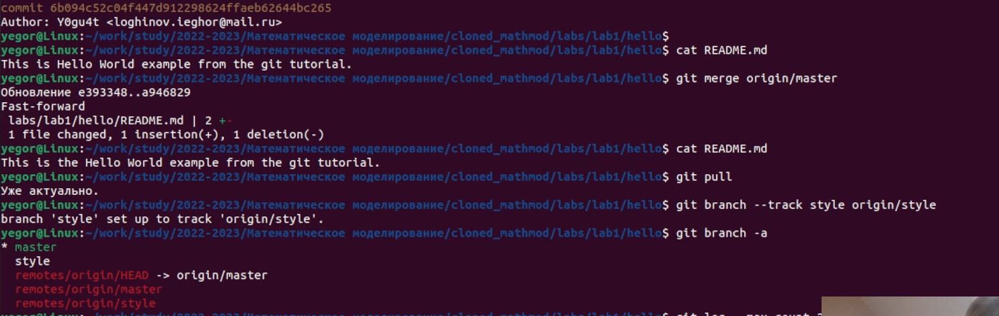 commit 6b094c52c04f447d912298624ffaeb62644bc265
Author: Y0gu4t <loghinov.ieghor@mail.ru>
yegor@Linux:~/work/study/2022-2023/Математическое моделирование/cloned_mathmod/labs/lab1/hello$
yegor@Linux:~/work/study/2022-2023/Математическое моделирование/cloned_mathmod/labs/lab1/hello$ cat README.md
This is Hello World example from the git tutorial.
yegor@Linux:~/work/study/2022-2023/Математическое моделирование/cloned_mathmod/labs/lab1/hello$ git merge origin/master
Обновление e393348..a946829
Fast-forward
 labs/lab1/hello/README.md | 2 +-
 1 file changed, 1 insertion(+), 1 deletion(-)
yegor@Linux:~/work/study/2022-2023/Математическое моделирование/cloned_mathmod/labs/lab1/hello$ cat README.md
This is the Hello World example from the git tutorial.
yegor@Linux:~/work/study/2022-2023/Математическое моделирование/cloned_mathmod/labs/lab1/hello$ git pull
Уже актуально.
yegor@Linux:~/work/study/2022-2023/Математическое моделирование/cloned_mathmod/labs/lab1/hello$ git branch --track style origin/style
branch 'style' set up to track 'origin/style'.
yegor@Linux:~/work/study/2022-2023/Математическое моделирование/cloned_mathmod/labs/lab1/hello$ git branch -a
* master
  style
  remotes/origin/HEAD -> origin/master
  remotes/origin/master
  remotes/origin/style